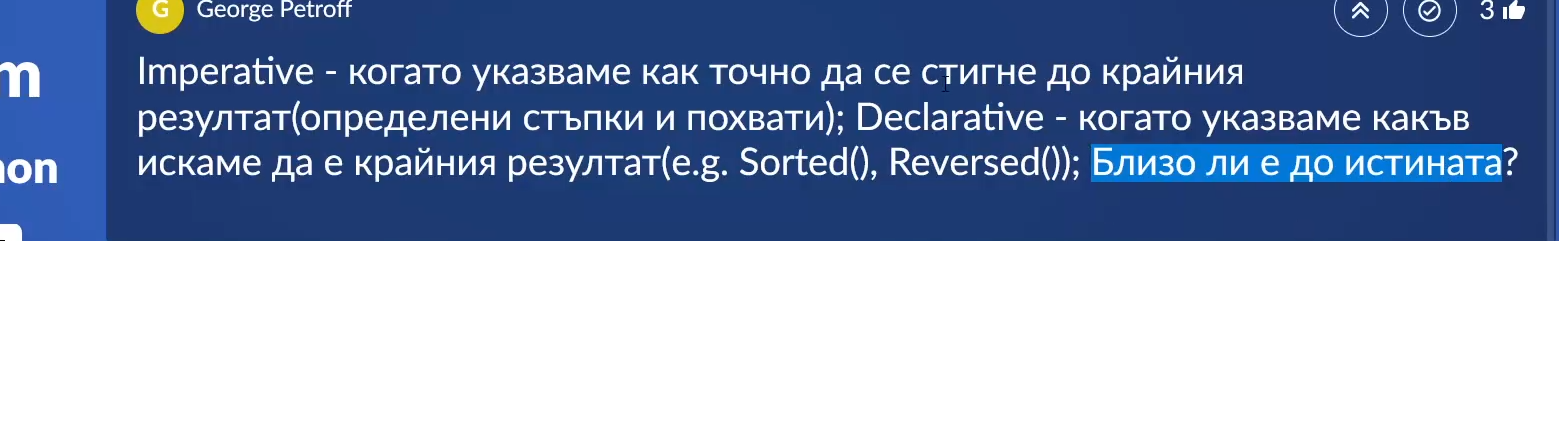 G George Petroff 3
Imperative - когато указваме как точно да се стигне до крайния
резултат(определени стъпки и похвати); Declarative - когато указваме какъв
искаме да е крайния резултат(e.g. Sorted(), Reversed()); Близо ли е до истината?
m
non